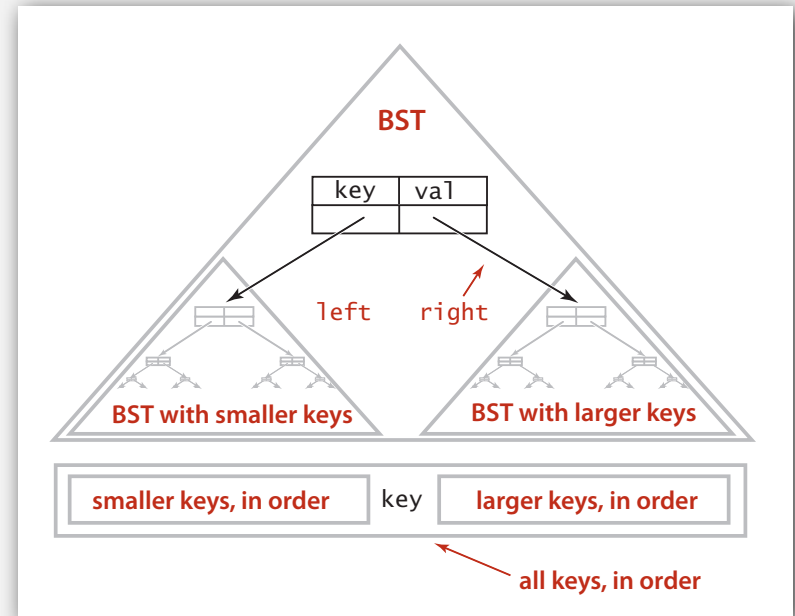 BST
key val
left right
BST with smaller keys BST with larger keys
smaller keys, in order key larger keys, in order
all keys, in order